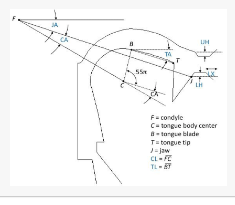 F
JA
CA
B
TA
T
UH
LX
J
LH
55π
C
CA
F = condyle
C = tongue body center
B = tongue blade
T = tongue tip
J = jaw
CL = FC
TL = BT